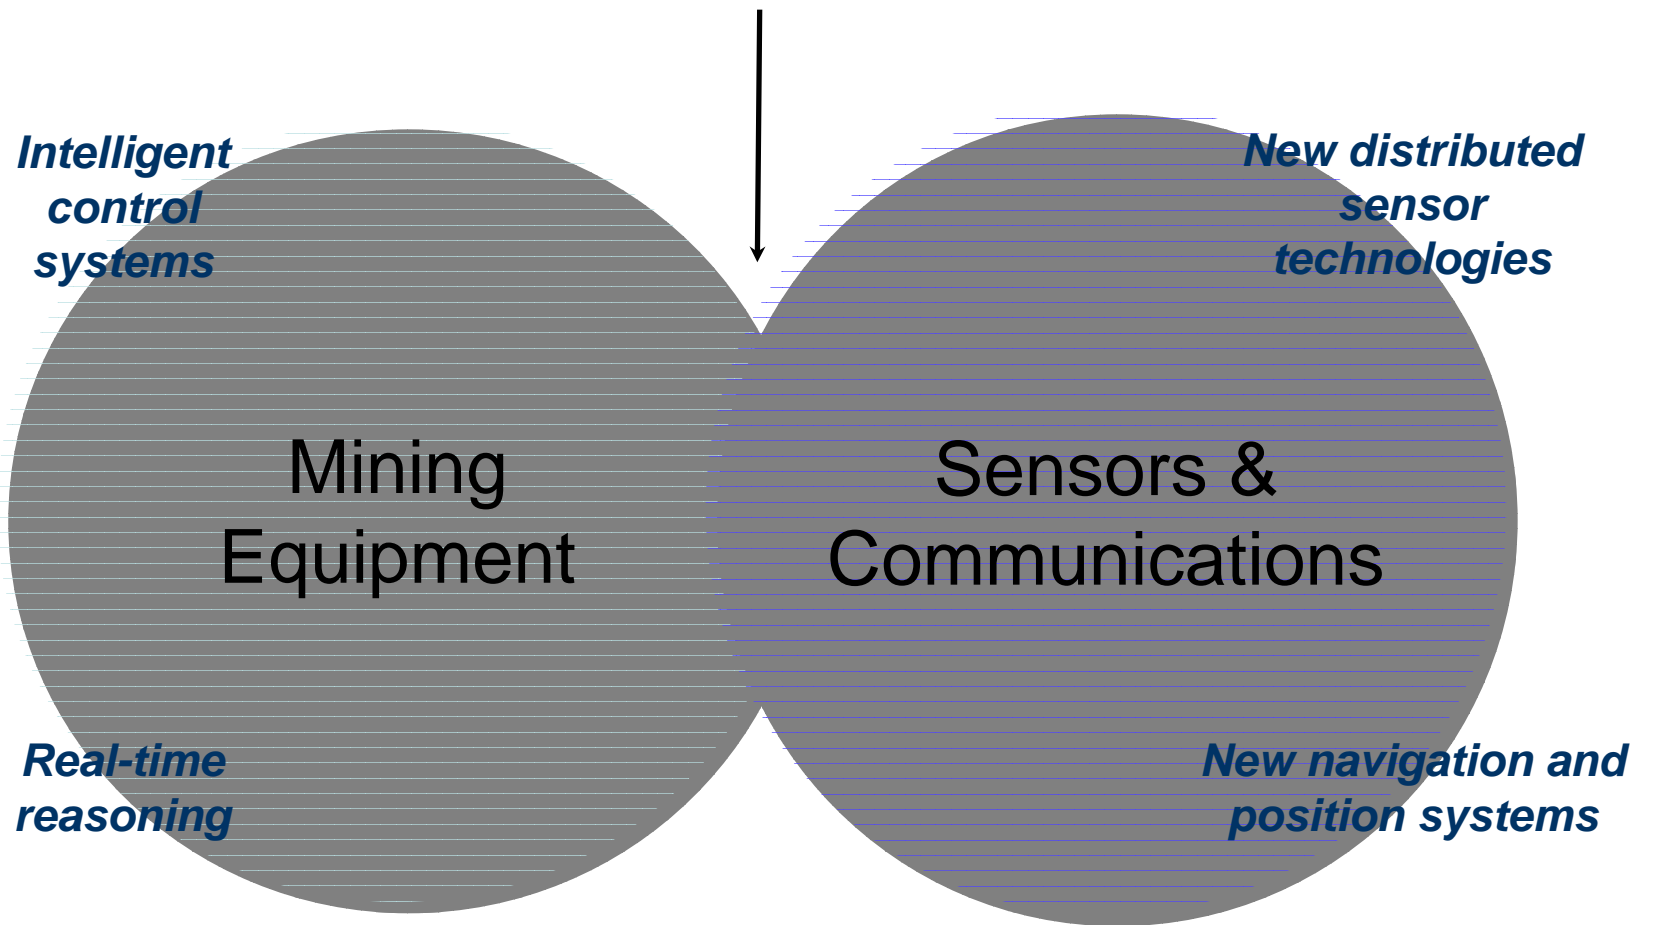 Intelligent
control
systems
New distributed
sensor
technologies
Mining
Equipment
Sensors &
Communications
Real-time
reasoning
New navigation and
position systems